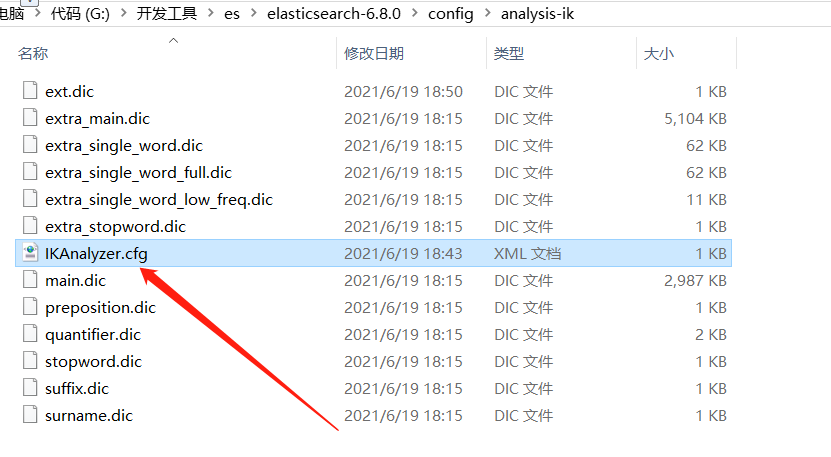 电脑 > 代码 (G:) > 开发工具 > es > elasticsearch-6.8.0 > config > analysis-ik
名称 修改日期 类型 大小
ext.dic 2021/6/19 18:50 DIC 文件 1 KB
extra_main.dic 2021/6/19 18:15 DIC 文件 5,104 KB
extra_single_word.dic 2021/6/19 18:15 DIC 文件 62 KB
extra_single_word_full.dic 2021/6/19 18:15 DIC 文件 62 KB
extra_single_word_low_freq.dic 2021/6/19 18:15 DIC 文件 11 KB
extra_stopword.dic 2021/6/19 18:15 DIC 文件 1 KB
IKAnalyzer.cfg 2021/6/19 18:43 XML 文档 1 KB
main.dic 2021/6/19 18:15 DIC 文件 2,987 KB
preposition.dic 2021/6/19 18:15 DIC 文件 1 KB
quantifier.dic 2021/6/19 18:15 DIC 文件 2 KB
stopword.dic 2021/6/19 18:15 DIC 文件 1 KB
suffix.dic 2021/6/19 18:15 DIC 文件 1 KB
surname.dic 2021/6/19 18:15 DIC 文件 1 KB